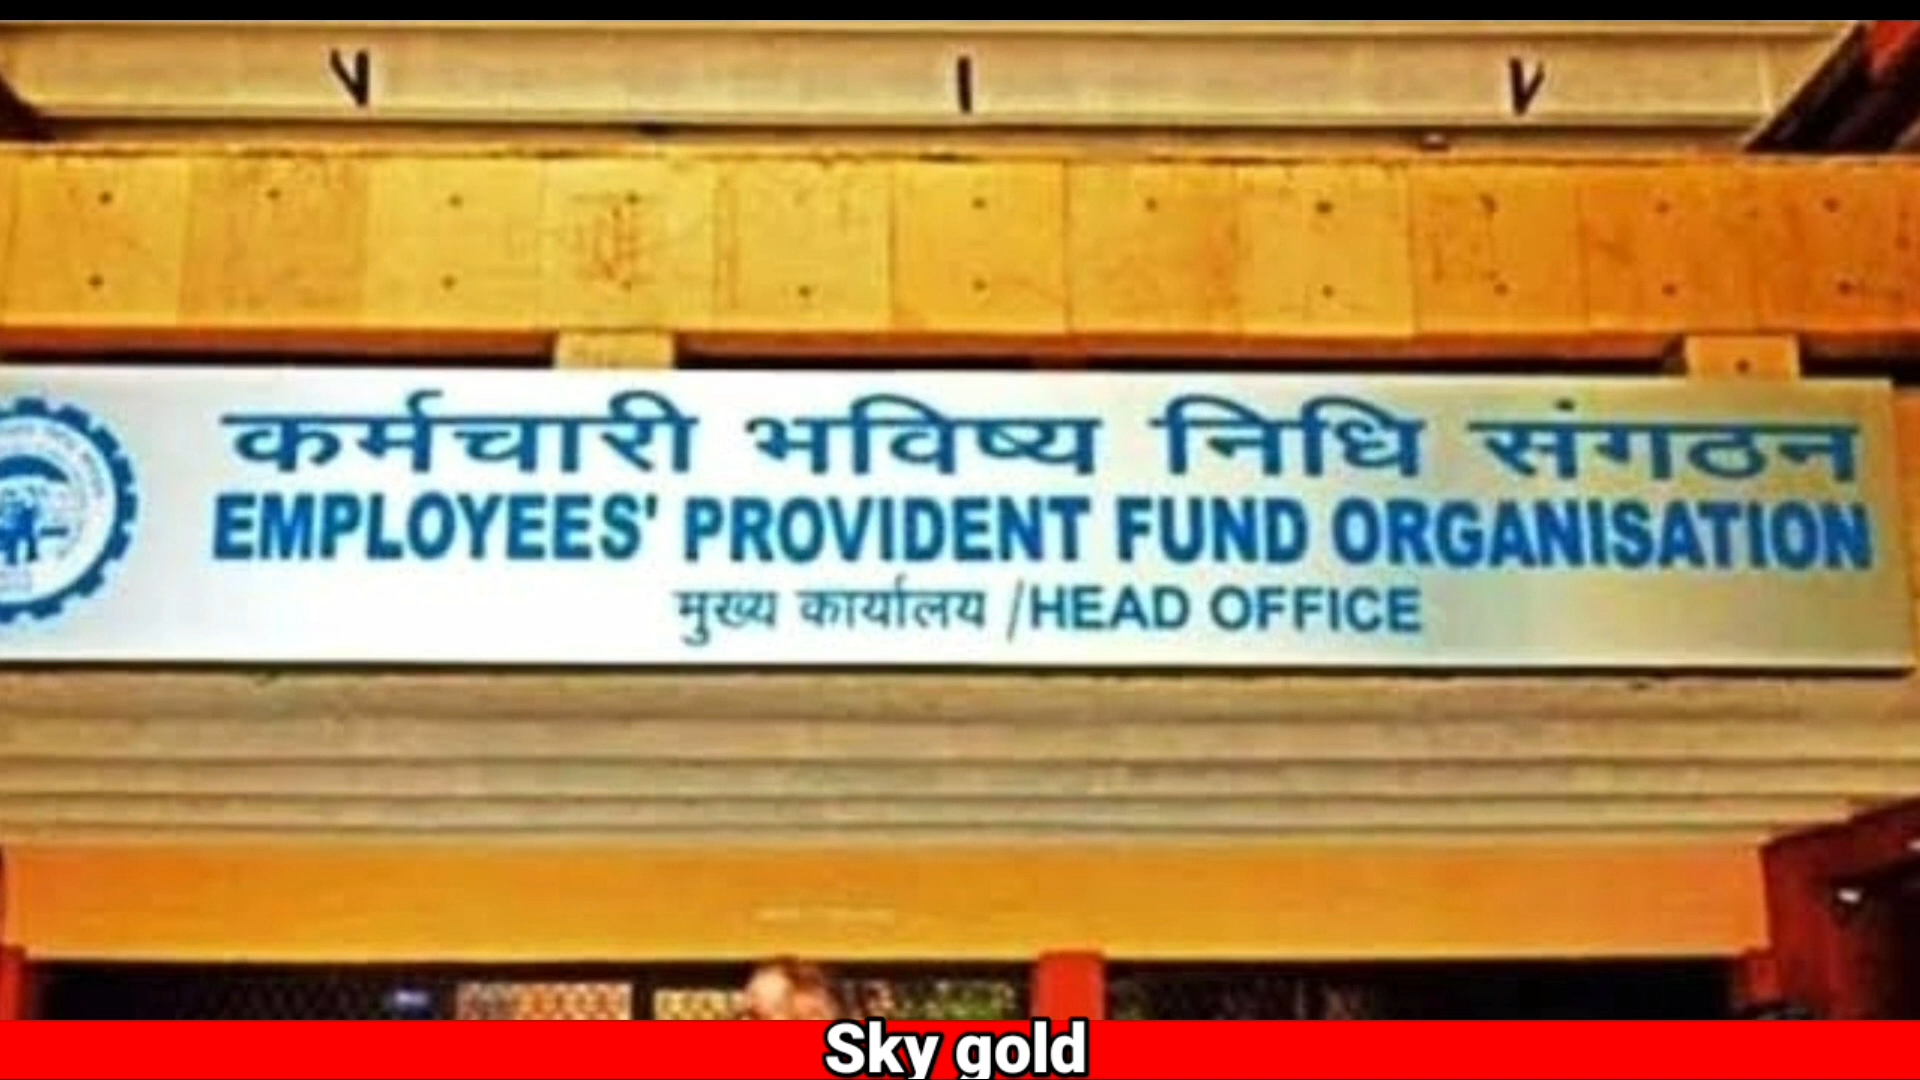 V I V
कर्मचारी भविष्य निधि संगठन
EMPLOYEES' PROVIDENT FUND ORGANISATION
मुख्य कार्यालय /HEAD OFFICE
Sky gold